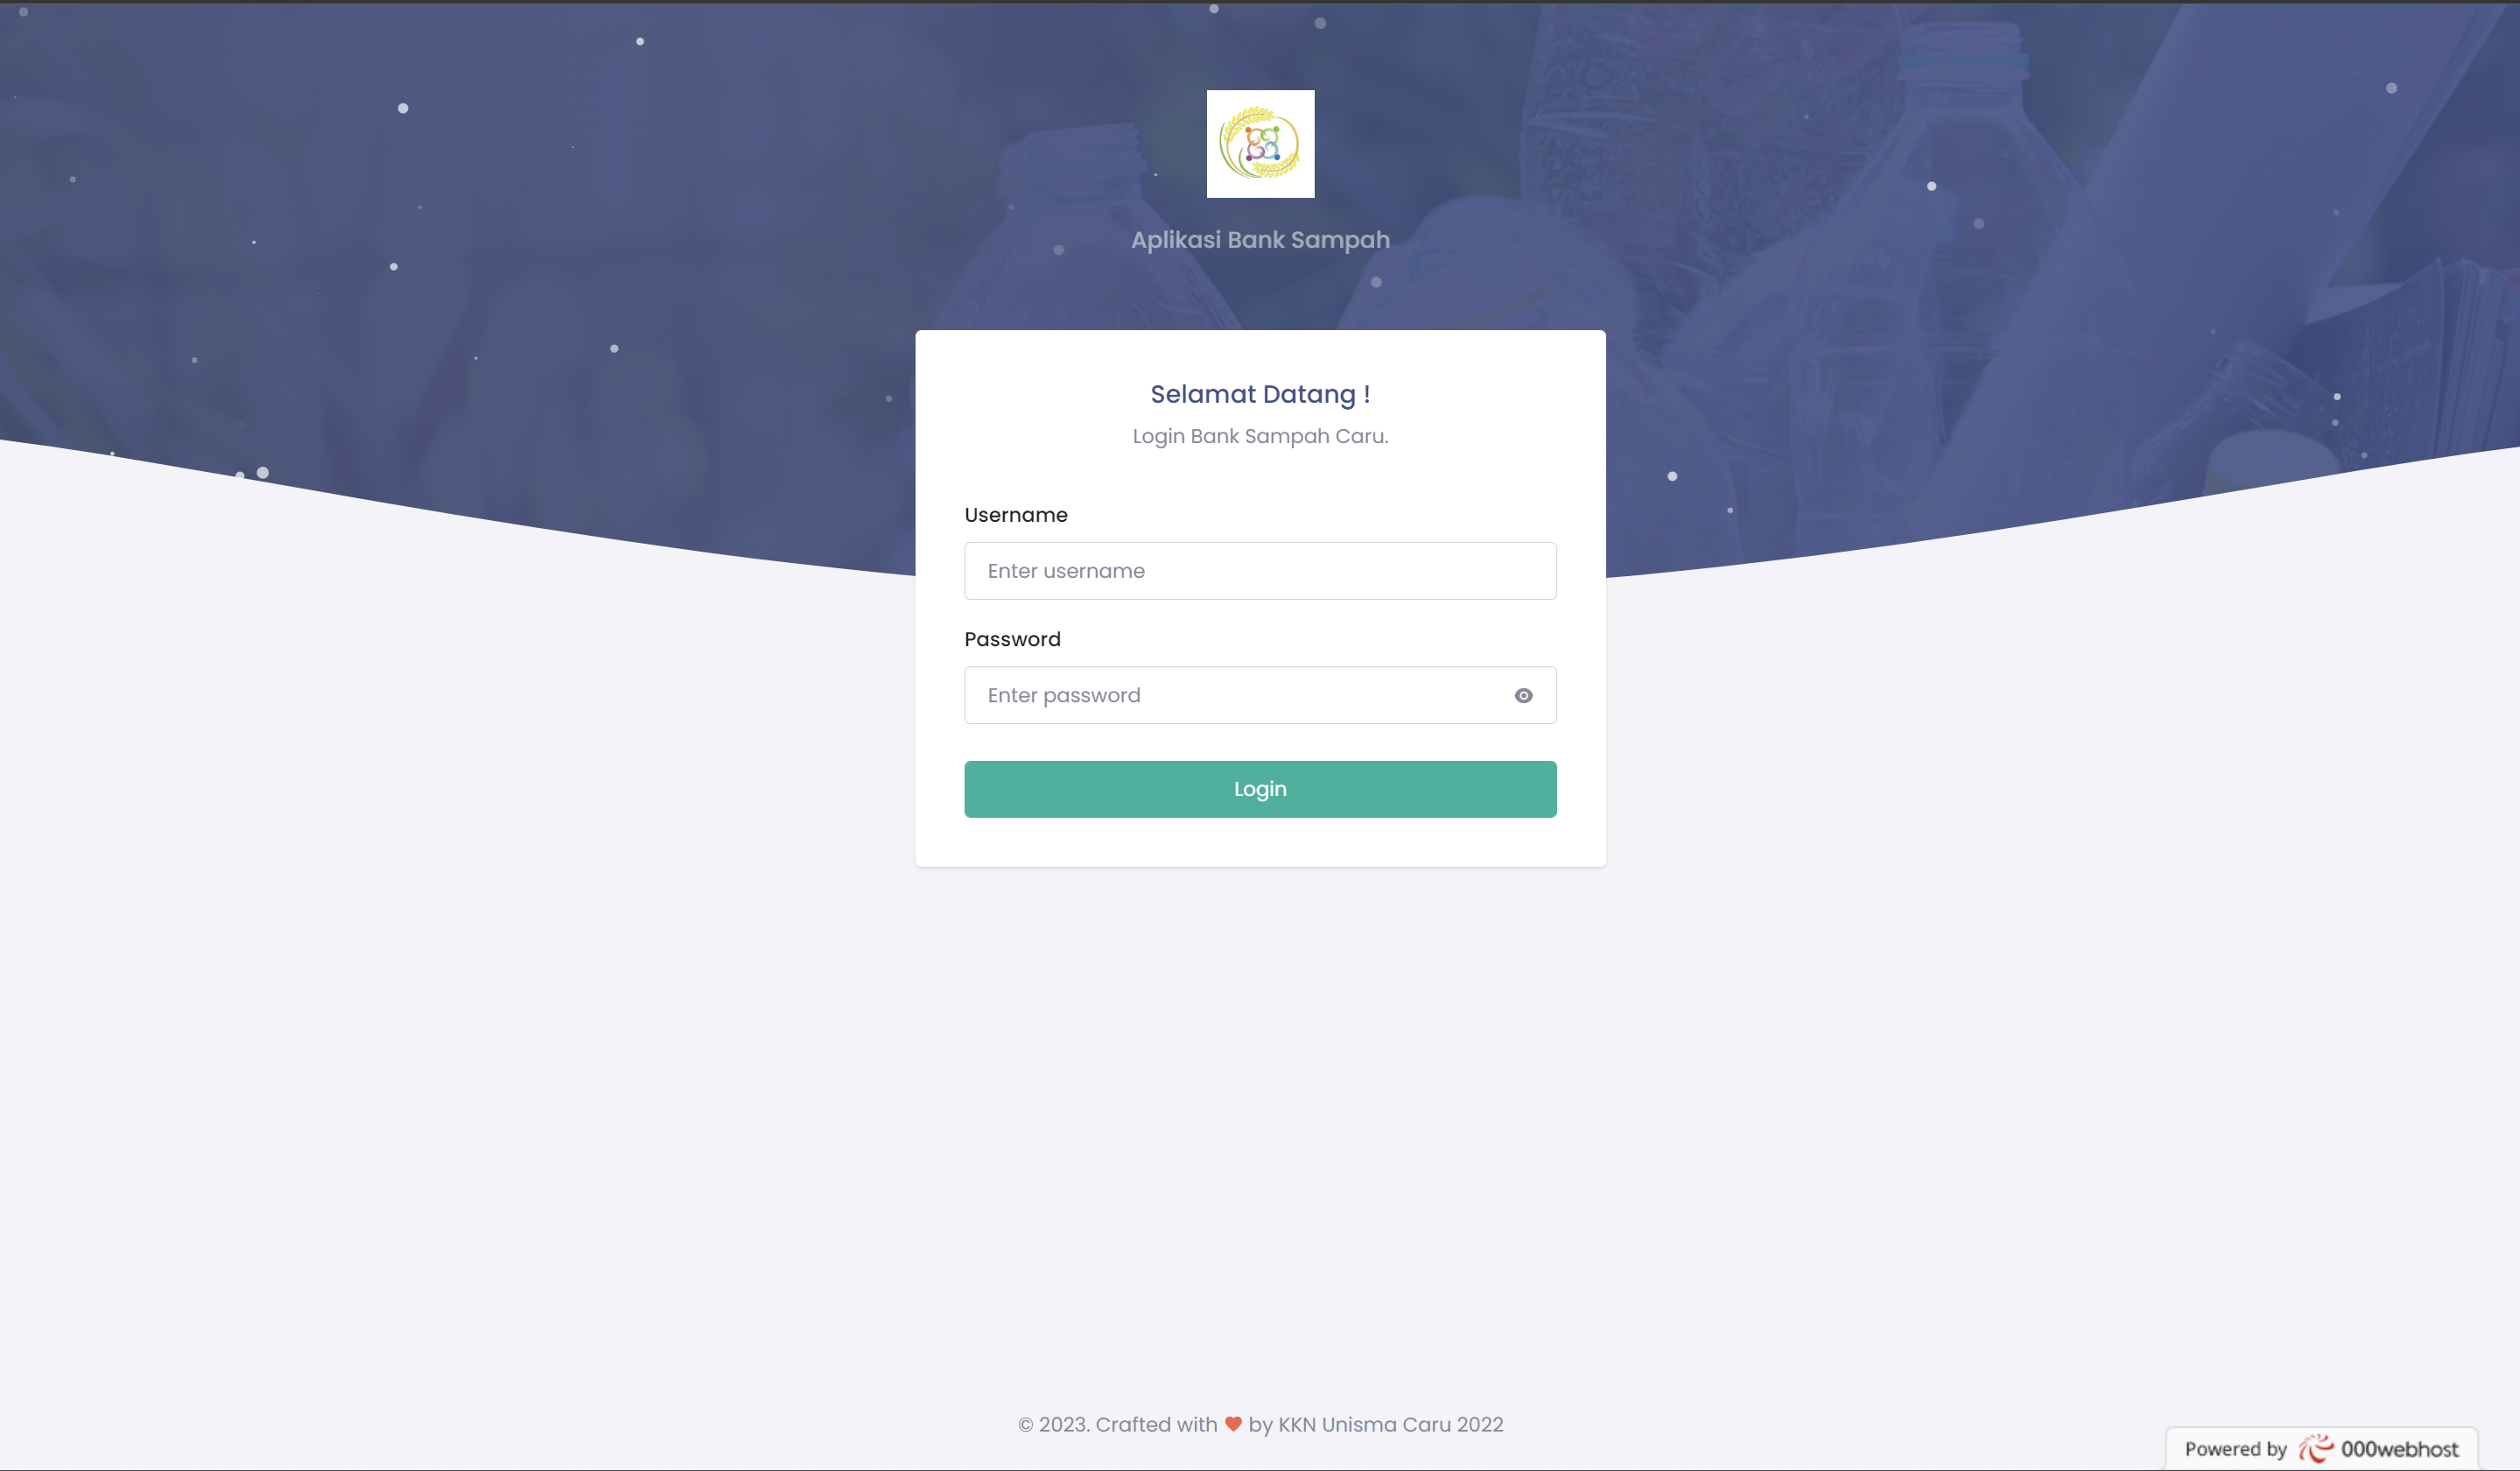 Aplikasi Bank Sampah
Selamat Datang !
Login Bank Sampah Caru.
Username
Enter username
Password
Enter password
Login
© 2023. Crafted with ❤ by KKN Unisma Caru 2022
Powered by 000webhost